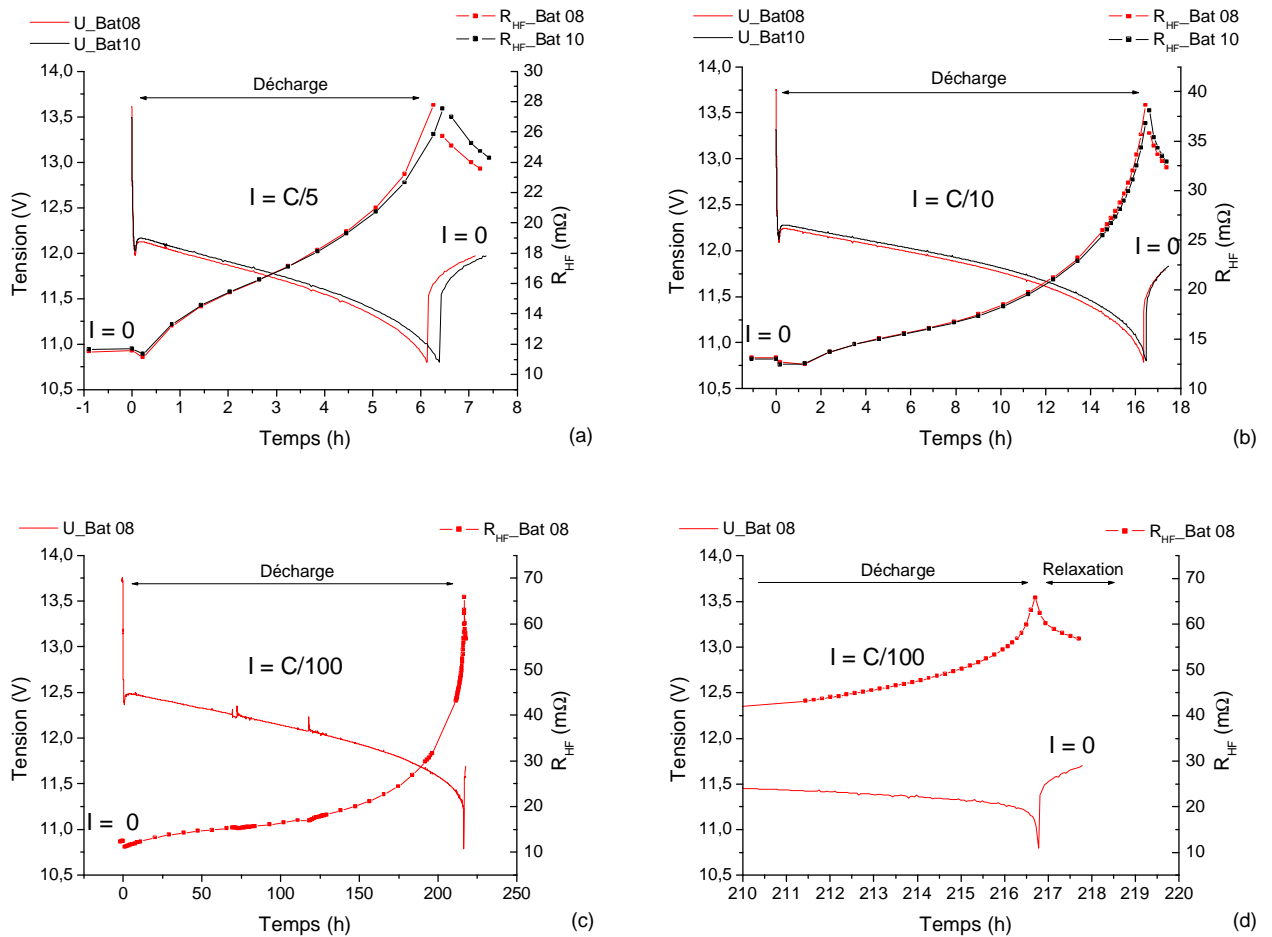 U_Bat08
U_Bat10
R_HF_Bat 08
R_HF_Bat 10
14,0
13,5
13,0
12,5
12,0
11,5
11,0
10,5
Tension (V)
Décharge
I = C/5
I = 0
I = 0
30
28
26
24
22
20
18
16
14
12
10
R_HF (mΩ)
-1 0 1 2 3 4 5 6 7 8
Temps (h)
(a)
U_Bat08
U_Bat10
R_HF_Bat 08
R_HF_Bat 10
14,0
13,5
13,0
12,5
12,0
11,5
11,0
10,5
Tension (V)
Décharge
I = C/10
I = 0
I = 0
40
35
30
25
20
15
10
R_HF (mΩ)
0 2 4 6 8 10 12 14 16 18
Temps (h)
(b)
U_Bat 08
R_HF_Bat 08
14,0
13,5
13,0
12,5
12,0
11,5
11,0
10,5
Tension (V)
Décharge
I = C/100
I = 0
70
60
50
40
30
20
10
R_HF (mΩ)
0 50 100 150 200 250
Temps (h)
(c)
U_Bat 08
R_HF_Bat 08
14,0
13,5
13,0
12,5
12,0
11,5
11,0
10,5
Tension (V)
Décharge
Relaxation
I = C/100
I = 0
70
60
50
40
30
20
10
R_HF (mΩ)
210 211 212 213 214 215 216 217 218 219 220
Temps (h)
(d)